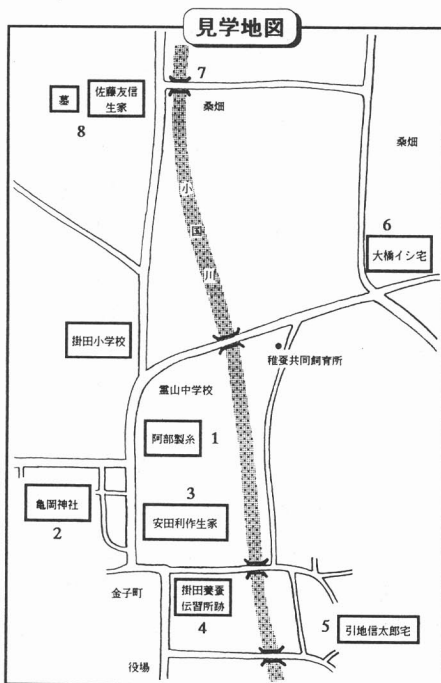 見学地図
7
墓
佐藤友信
生家
8
桑畑
桑畑
小国川
6
大橋イシ宅
掛田小学校
稚蚕共同飼育所
霊山中学校
阿部製糸
1
3
亀岡神社
2
安田利作生家
金子町
掛田養蚕
伝習所跡
4
5
引地信太郎宅
役場